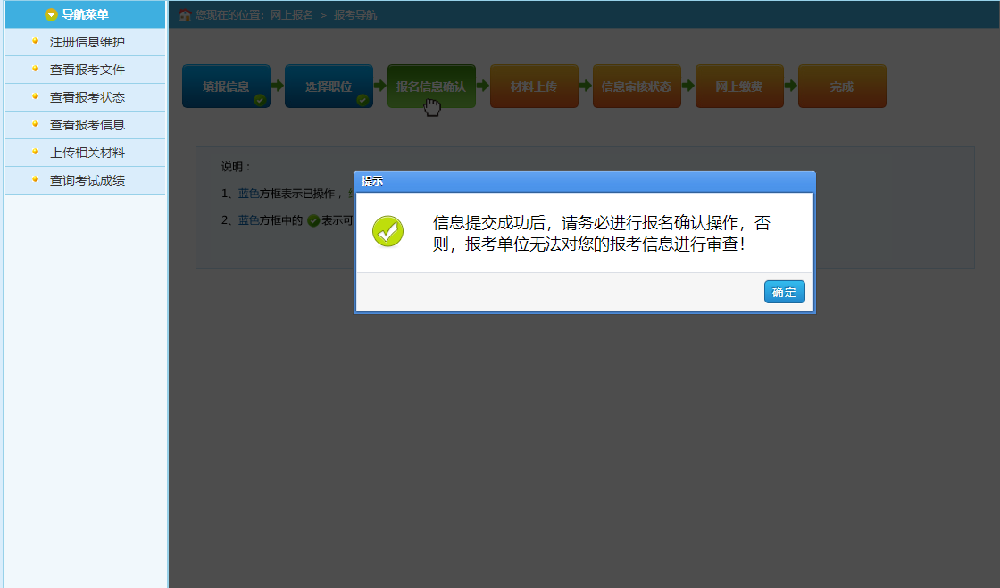 导航菜单
注册信息维护
查看报考文件
查看报考状态
查看报考信息
上传相关材料
查询考试成绩
您现在的位置：网上报名 > 报考导航
填报信息
选择职位
报名信息确认
材料上传
信息审核状态
网上缴费
完成
说明：
1、蓝色方框表示已操作，
2、蓝色方框中的 表示可
提示
信息提交成功后，请务必进行报名确认操作，否
则，报考单位无法对您的报考信息进行审查！
确定